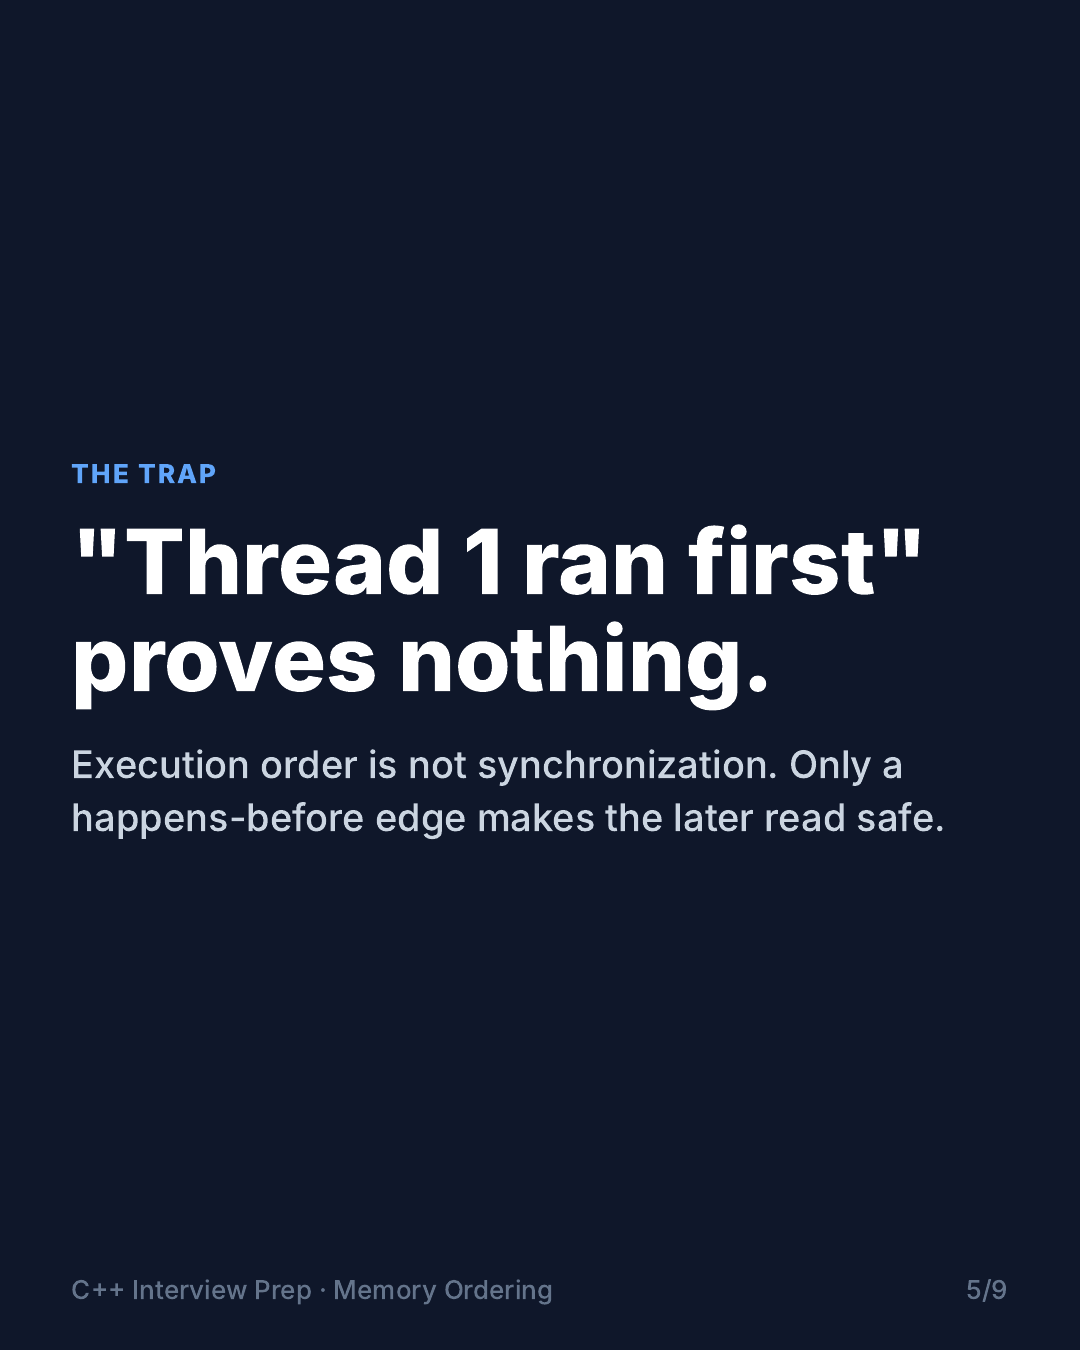 THE TRAP
"Thread 1 ran first"
proves nothing.
Execution order is not synchronization. Only a
happens-before edge makes the later read safe.
C++ Interview Prep · Memory Ordering
5/9